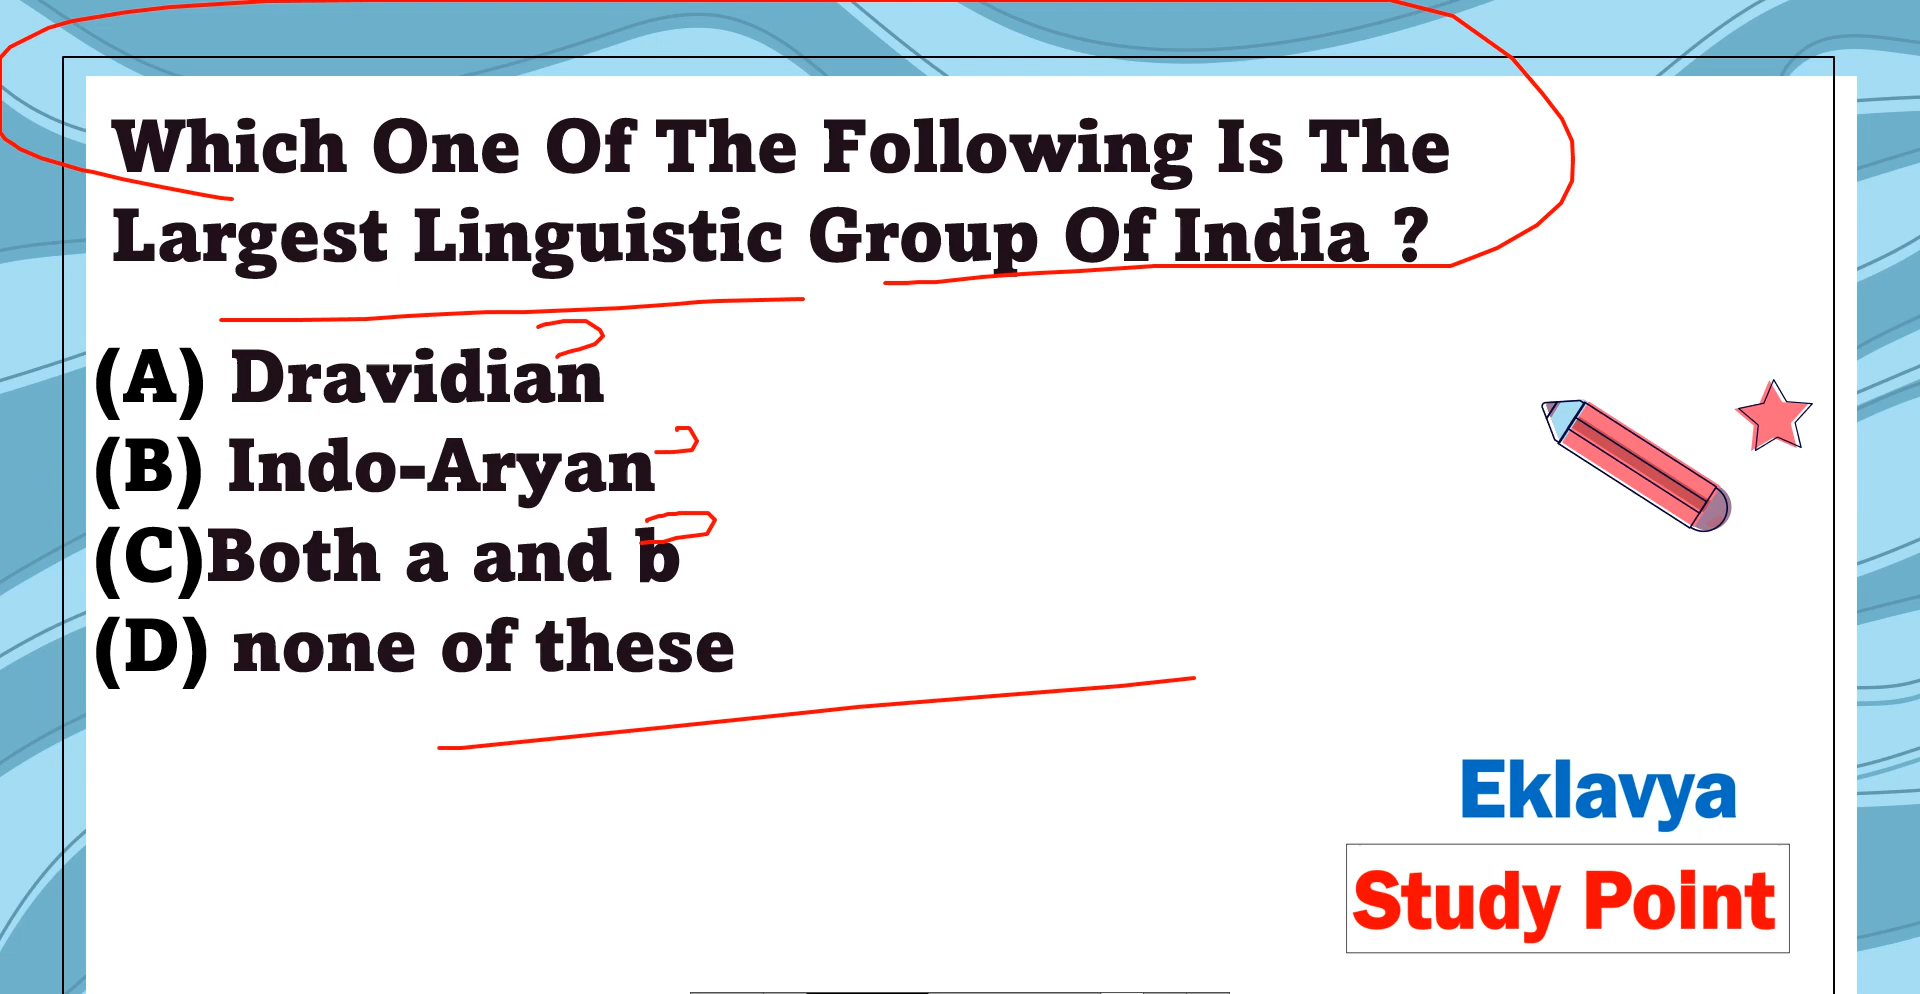 Which One Of The Following Is The
Largest Linguistic Group Of India ?
(A) Dravidian
(B) Indo-Aryan
(C)Both a and b
(D) none of these
Eklavya
Study Point